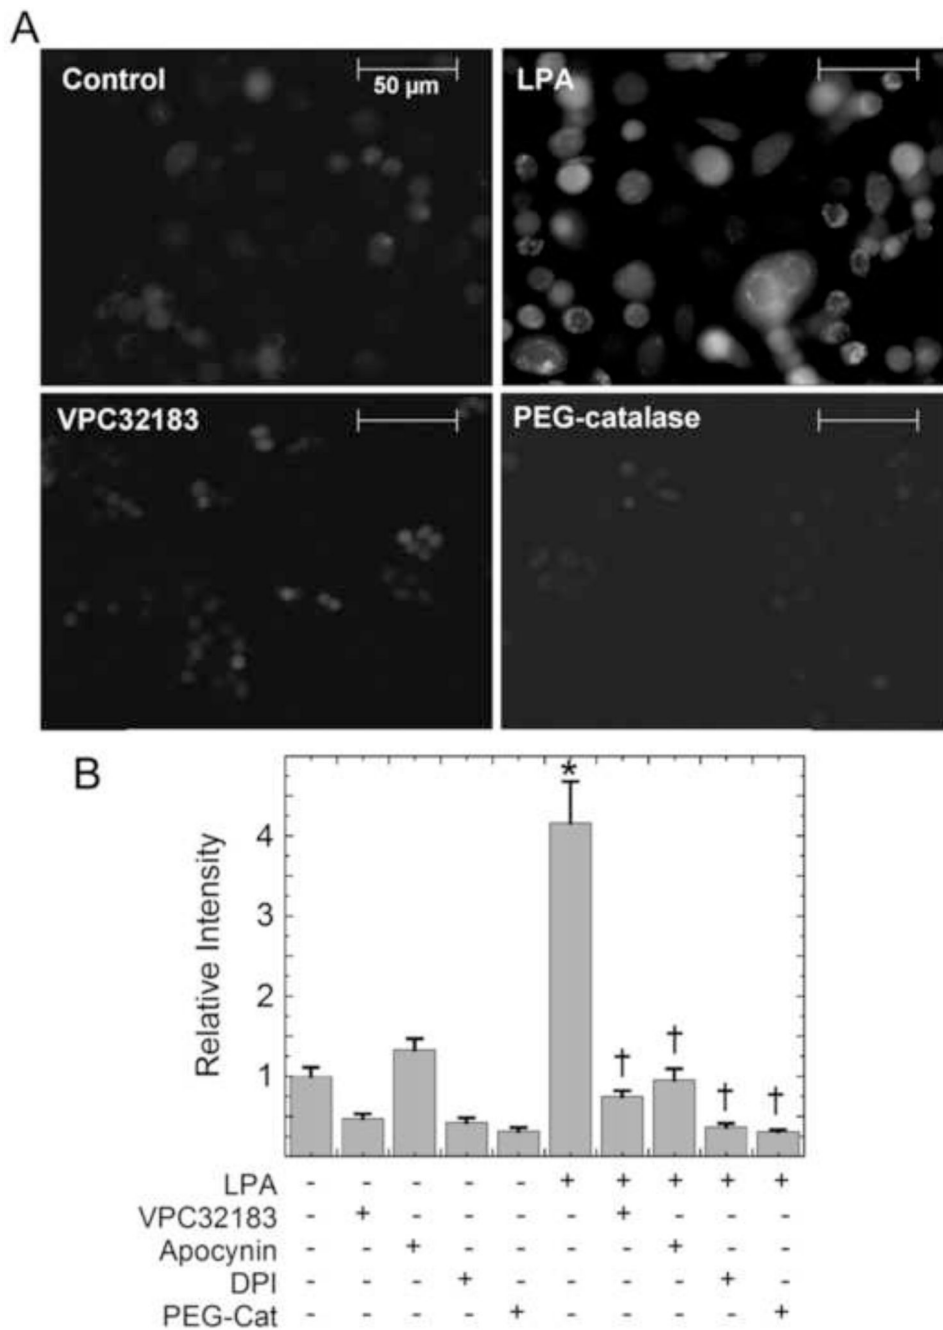 A
Control
50 μm
LPA
VPC32183
PEG-catalase
B
Relative Intensity
4
3
2
1
*
† † † †
LPA - - - - - + + + + +
VPC32183 - + - - - - + - - -
Apocynin - - + - - - - + - -
DPI - - - + - - - - + -
PEG-Cat - - - - + - - - - +